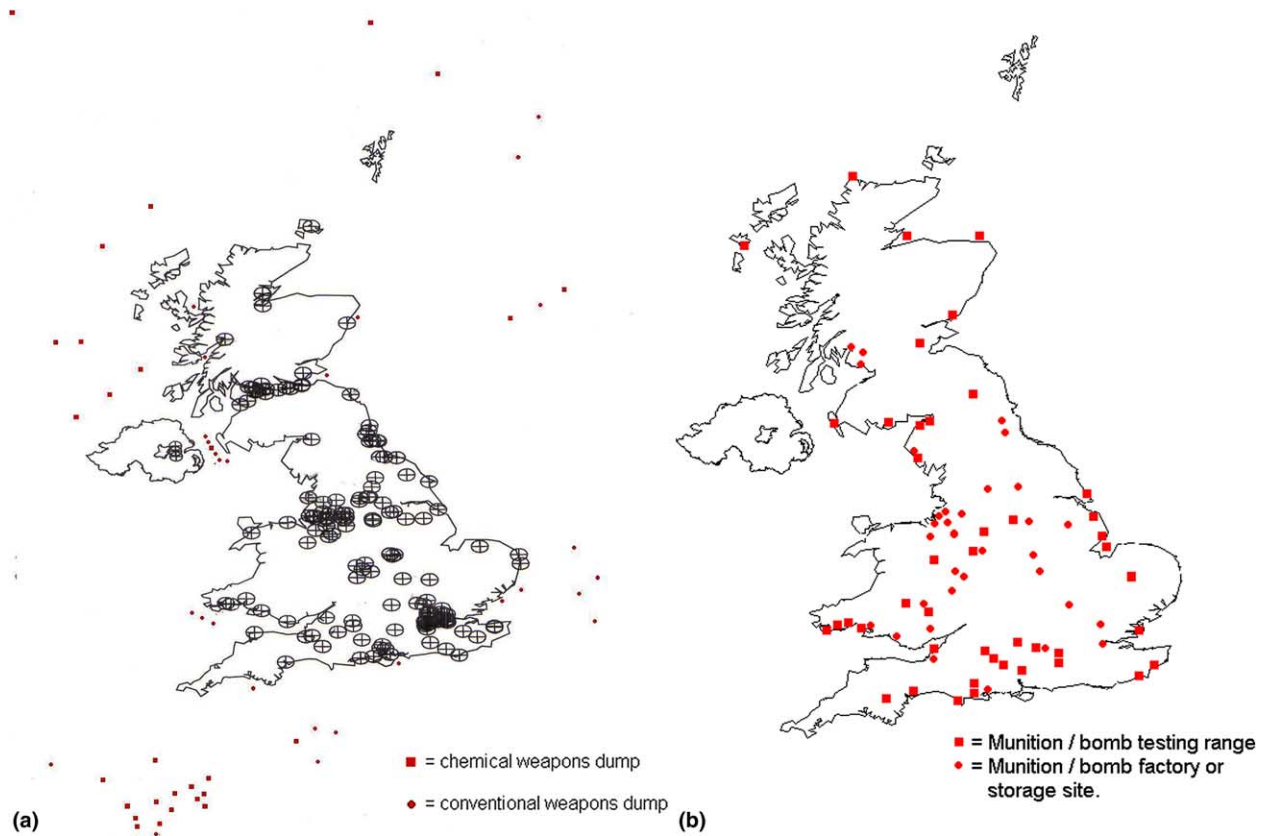 = chemical weapons dump
= conventional weapons dump
(a)
= Munition / bomb testing range
= Munition / bomb factory or
storage site.
(b)